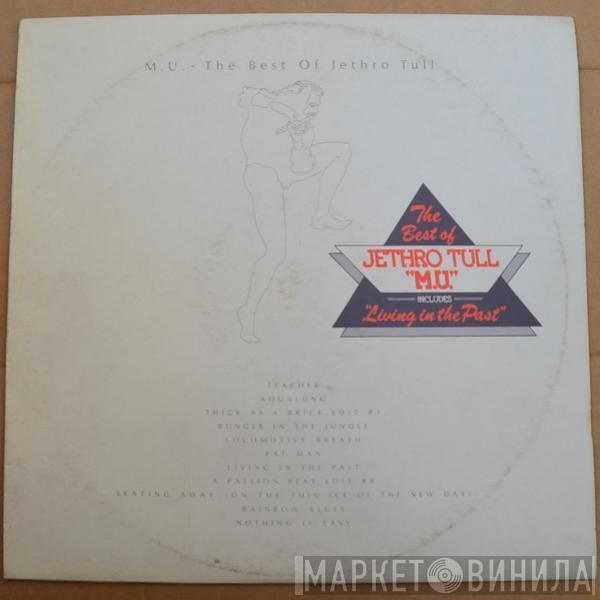 M.U. - The Best Of Jethro Tull
The
Best of
JETHRO TULL
"M.U."
INCLUDES
"Living in the Past"
TEACHER
AQUALUNG
THICK AS A BRICK EDIT #1
BUNGLE IN THE JUNGLE
LOCOMOTIVE BREATH
FAT MAN
LIVING IN THE PAST
A PASSION PLAY EDIT #8
SKATING AWAY (ON THE THIN ICE OF THE NEW DAY)
RAINBOW BLUES
NOTHING IS EASY
МАРКЕТ ВИНИЛА